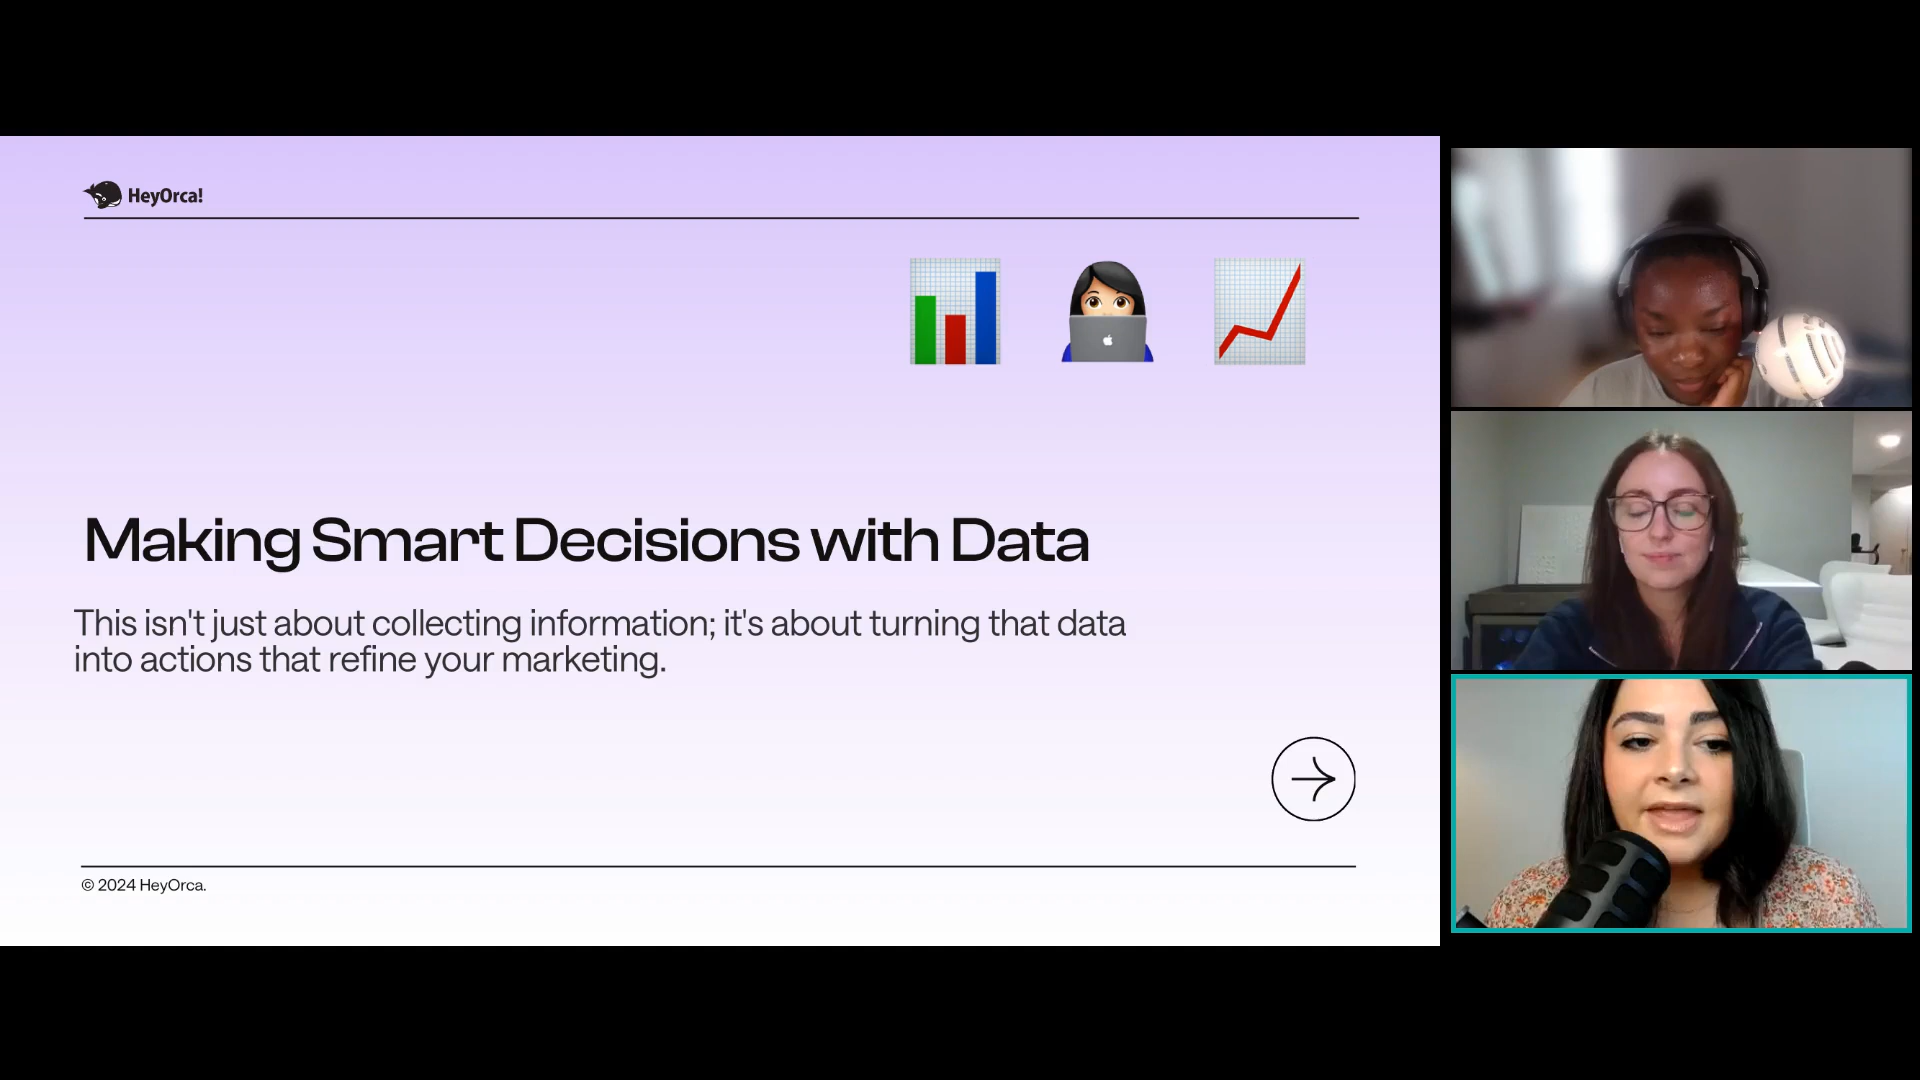 HeyOrca!
Making Smart Decisions with Data
This isn't just about collecting information; it's about turning that data
into actions that refine your marketing.
© 2024 HeyOrca.